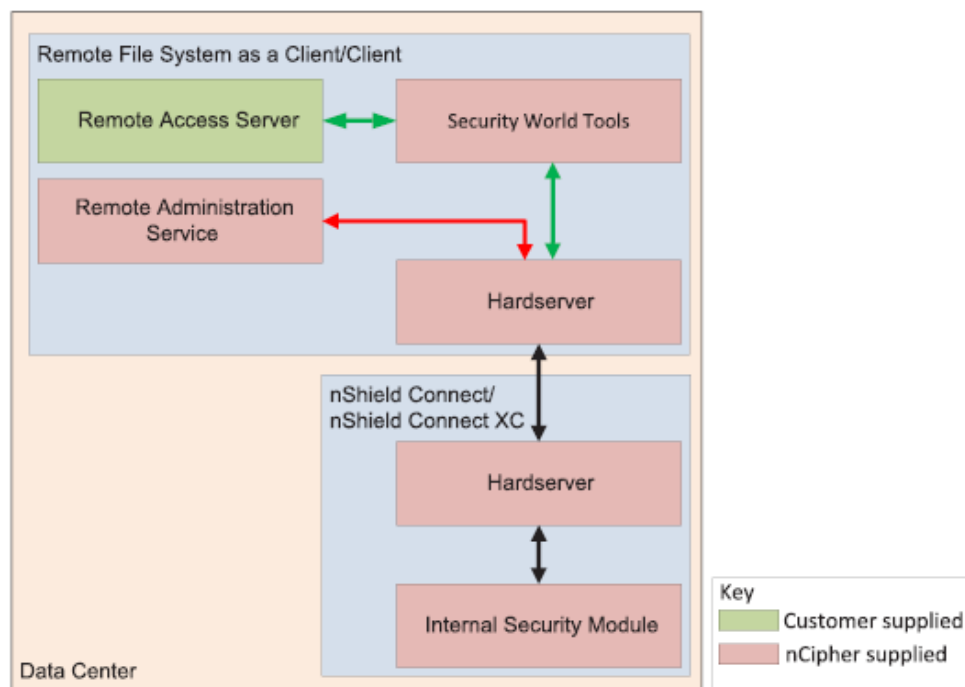 Remote File System as a Client/Client
Remote Access Server
Security World Tools
Remote Administration
Service
Hardserver
nShield Connect/
nShield Connect XC
Hardserver
Internal Security Module
Data Center
Key
Customer supplied
nCipher supplied